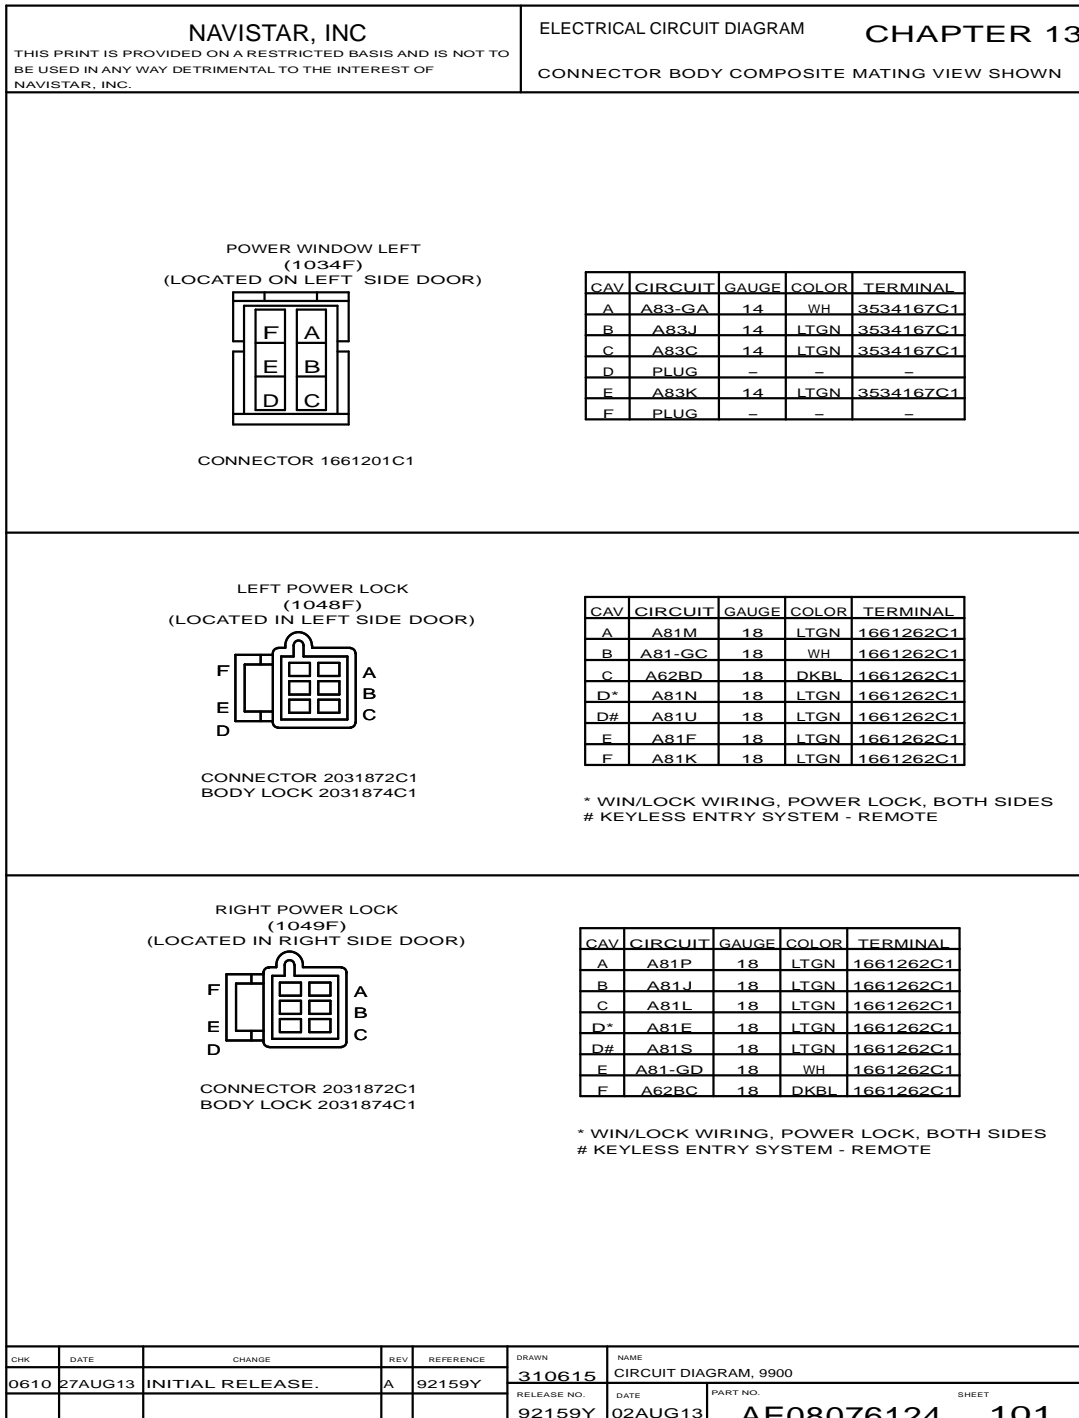 NAVISTAR, INC
THIS PRINT IS PROVIDED ON A RESTRICTED BASIS AND IS NOT TO
BE USED IN ANY WAY DETRIMENTAL TO THE INTEREST OF
NAVISTAR, INC.
ELECTRICAL CIRCUIT DIAGRAM
CHAPTER 13
CONNECTOR BODY COMPOSITE MATING VIEW SHOWN
POWER WINDOW LEFT
(1034F)
(LOCATED ON LEFT SIDE DOOR)
F A
E B
D C
CONNECTOR 1661201C1
CAV CIRCUIT GAUGE COLOR TERMINAL
A A83-GA 14 WH 3534167C1
B A83J 14 LTGN 3534167C1
C A83C 14 LTGN 3534167C1
D PLUG – – –
E A83K 14 LTGN 3534167C1
F PLUG – – –
LEFT POWER LOCK
(1048F)
(LOCATED IN LEFT SIDE DOOR)
F A
B
E C
D
CONNECTOR 2031872C1
BODY LOCK 2031874C1
CAV CIRCUIT GAUGE COLOR TERMINAL
A A81M 18 LTGN 1661262C1
B A81-GC 18 WH 1661262C1
C A62BD 18 DKBL 1661262C1
D* A81N 18 LTGN 1661262C1
D# A81U 18 LTGN 1661262C1
E A81F 18 LTGN 1661262C1
F A81K 18 LTGN 1661262C1
* WIN/LOCK WIRING, POWER LOCK, BOTH SIDES
# KEYLESS ENTRY SYSTEM - REMOTE
RIGHT POWER LOCK
(1049F)
(LOCATED IN RIGHT SIDE DOOR)
F A
B
E C
D
CONNECTOR 2031872C1
BODY LOCK 2031874C1
CAV CIRCUIT GAUGE COLOR TERMINAL
A A81P 18 LTGN 1661262C1
B A81J 18 LTGN 1661262C1
C A81L 18 LTGN 1661262C1
D* A81E 18 LTGN 1661262C1
D# A81S 18 LTGN 1661262C1
E A81-GD 18 WH 1661262C1
F A62BC 18 DKBL 1661262C1
* WIN/LOCK WIRING, POWER LOCK, BOTH SIDES
# KEYLESS ENTRY SYSTEM - REMOTE
CHK DATE CHANGE REV REFERENCE
0610 27AUG13 INITIAL RELEASE. A 92159Y
DRAWN
310615
NAME
CIRCUIT DIAGRAM, 9900
RELEASE NO.
92159Y
DATE
02AUG13
PART NO.
AE08076124
SHEET
101